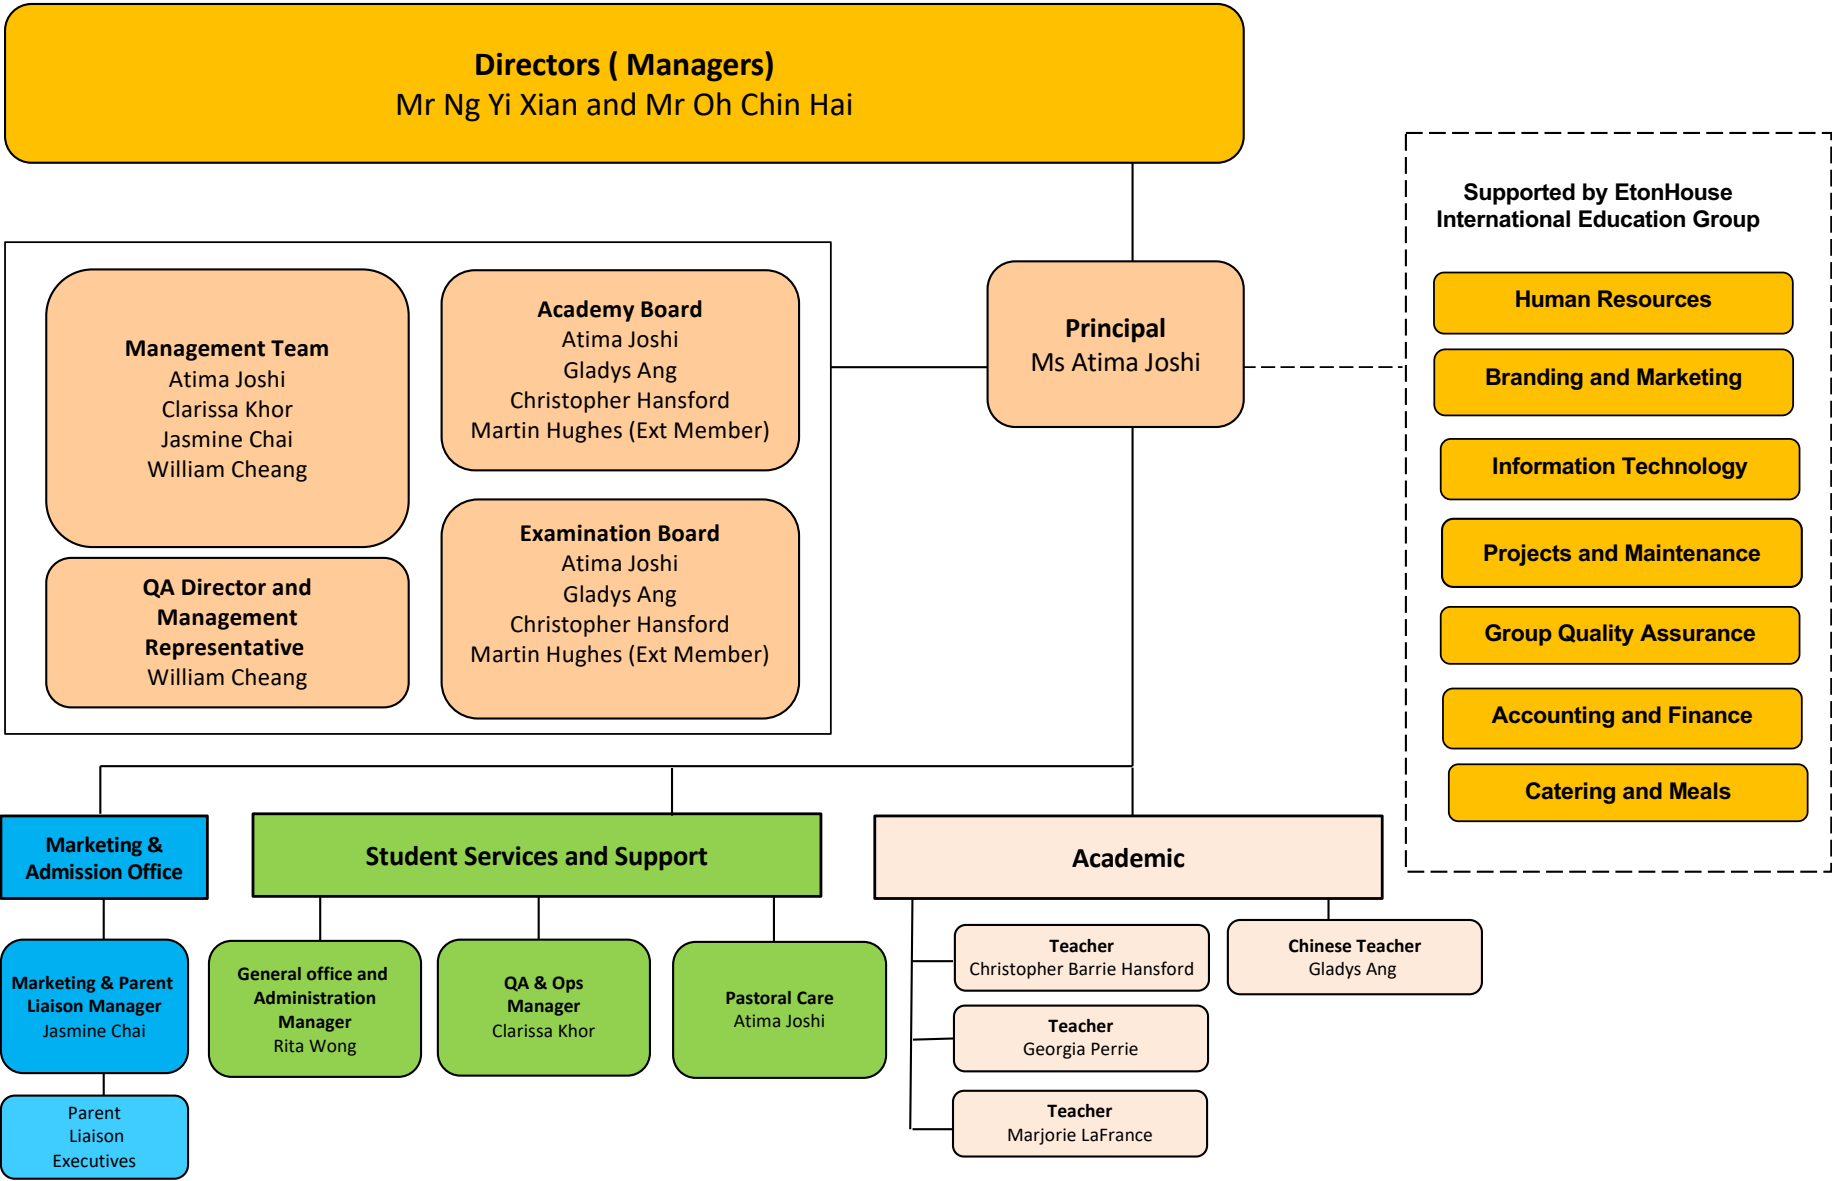 Directors ( Managers)
Mr Ng Yi Xian and Mr Oh Chin Hai
Supported by EtonHouse
International Education Group
Human Resources
Branding and Marketing
Information Technology
Projects and Maintenance
Group Quality Assurance
Accounting and Finance
Catering and Meals
Principal
Ms Atima Joshi
Management Team
Atima Joshi
Clarissa Khor
Jasmine Chai
William Cheang
QA Director and
Management
Representative
William Cheang
Academy Board
Atima Joshi
Gladys Ang
Christopher Hansford
Martin Hughes (Ext Member)
Examination Board
Atima Joshi
Gladys Ang
Christopher Hansford
Martin Hughes (Ext Member)
Marketing &
Admission Office
Marketing & Parent
Liaison Manager
Jasmine Chai
Parent
Liaison
Executives
Student Services and Support
General office and
Administration
Manager
Rita Wong
QA & Ops
Manager
Clarissa Khor
Pastoral Care
Atima Joshi
Academic
Teacher
Christopher Barrie Hansford
Teacher
Georgia Perrie
Teacher
Marjorie LaFrance
Chinese Teacher
Gladys Ang